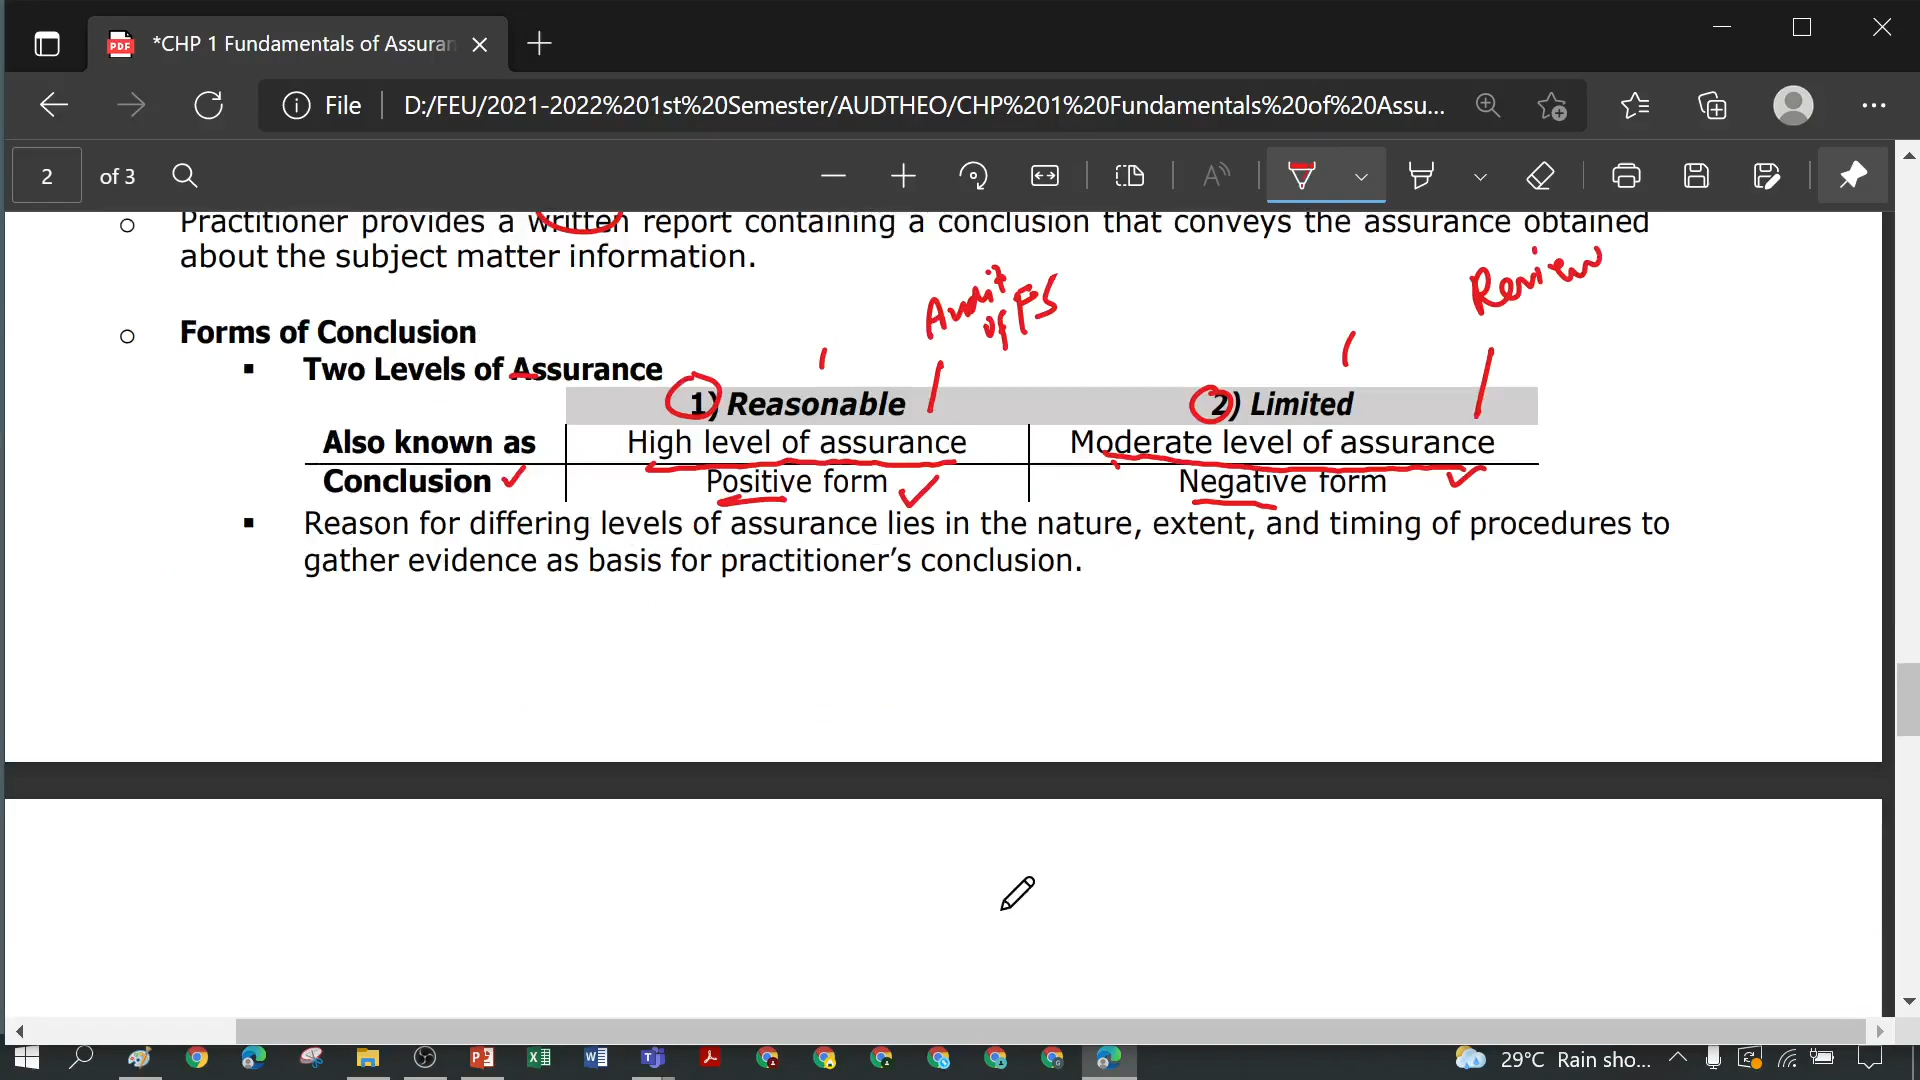 *CHP 1 Fundamentals of Assuran
File D:/FEU/2021-2022%201st%20Semester/AUDTHEO/CHP%201%20Fundamentals%20of%20Assu...
2 of 3
Practitioner provides a written report containing a conclusion that conveys the assurance obtained
about the subject matter information.
Audit of FS
Review
Forms of Conclusion
Two Levels of Assurance
1) Reasonable 2) Limited
Also known as High level of assurance Moderate level of assurance
Conclusion Positive form Negative form
Reason for differing levels of assurance lies in the nature, extent, and timing of procedures to
gather evidence as basis for practitioner’s conclusion.
29°C Rain sho...